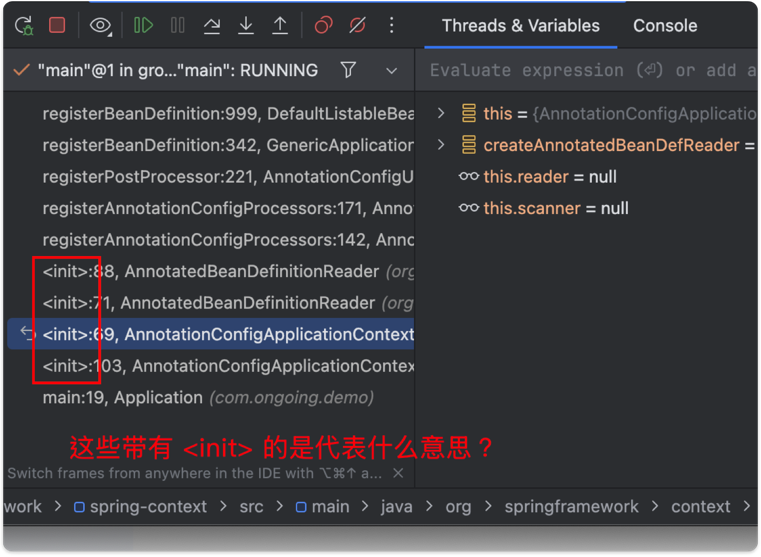 Threads & Variables Console
"main"@1 in gro..."main": RUNNING
Evaluate expression (⏎) or add a
registerBeanDefinition:999, DefaultListableBea
registerBeanDefinition:342, GenericApplication
registerPostProcessor:221, AnnotationConfigU
registerAnnotationConfigProcessors:171, Annot
registerAnnotationConfigProcessors:142, Anno
<init>:88, AnnotatedBeanDefinitionReader (org
<init>:71, AnnotatedBeanDefinitionReader (org
<init>:69, AnnotationConfigApplicationContext
<init>:103, AnnotationConfigApplicationContex
main:19, Application (com.ongoing.demo)
this = {AnnotationConfigApplicatio
createAnnotatedBeanDefReader =
this.reader = null
this.scanner = null
这些带有 <init> 的是代表什么意思？
Switch frames from anywhere in the IDE with ⌥⌘↑ a...
work > spring-context > src > main > java > org > springframework > context >